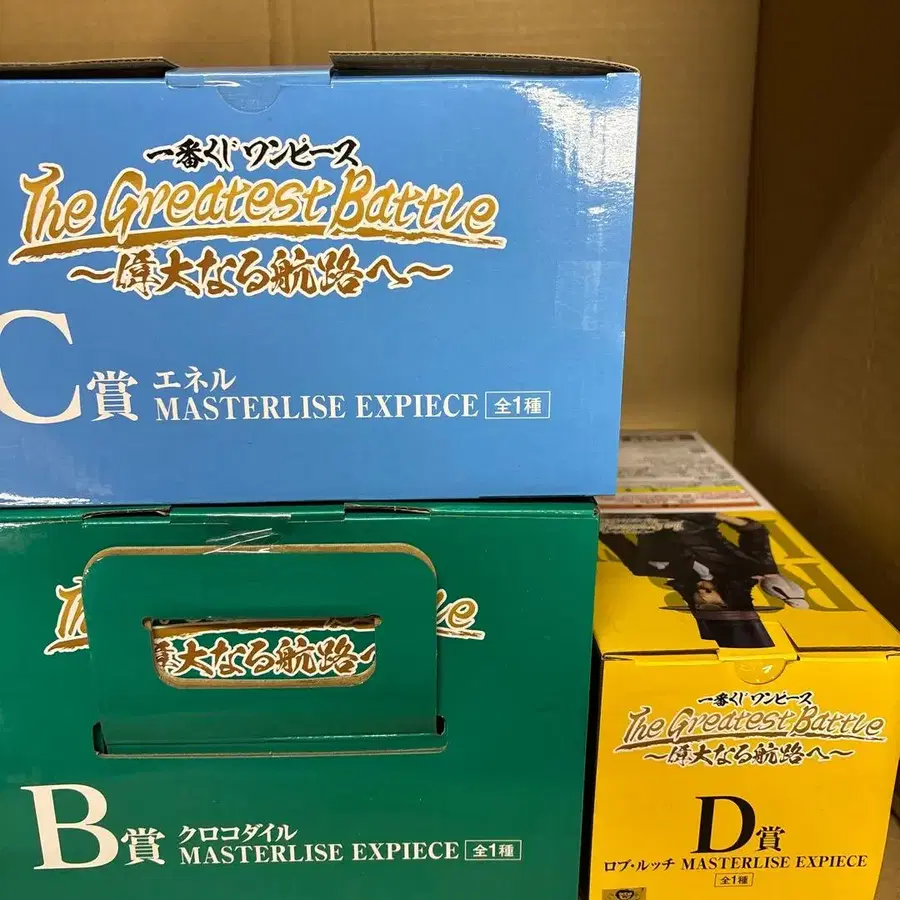 一番くじ ワンピース
The Greatest Battle
～偉大なる航路へ～
C賞 エネル
MASTERLISE EXPIECE 全1種
The
le
偉大なる航路へ
B賞 クロコダイル
MASTERLISE EXPIECE 全1種
一番くじ ワンピース
The Greatest Battle
～偉大なる航路へ～
D賞
ロブ・ルッチ MASTERLISE EXPIECE
全1種